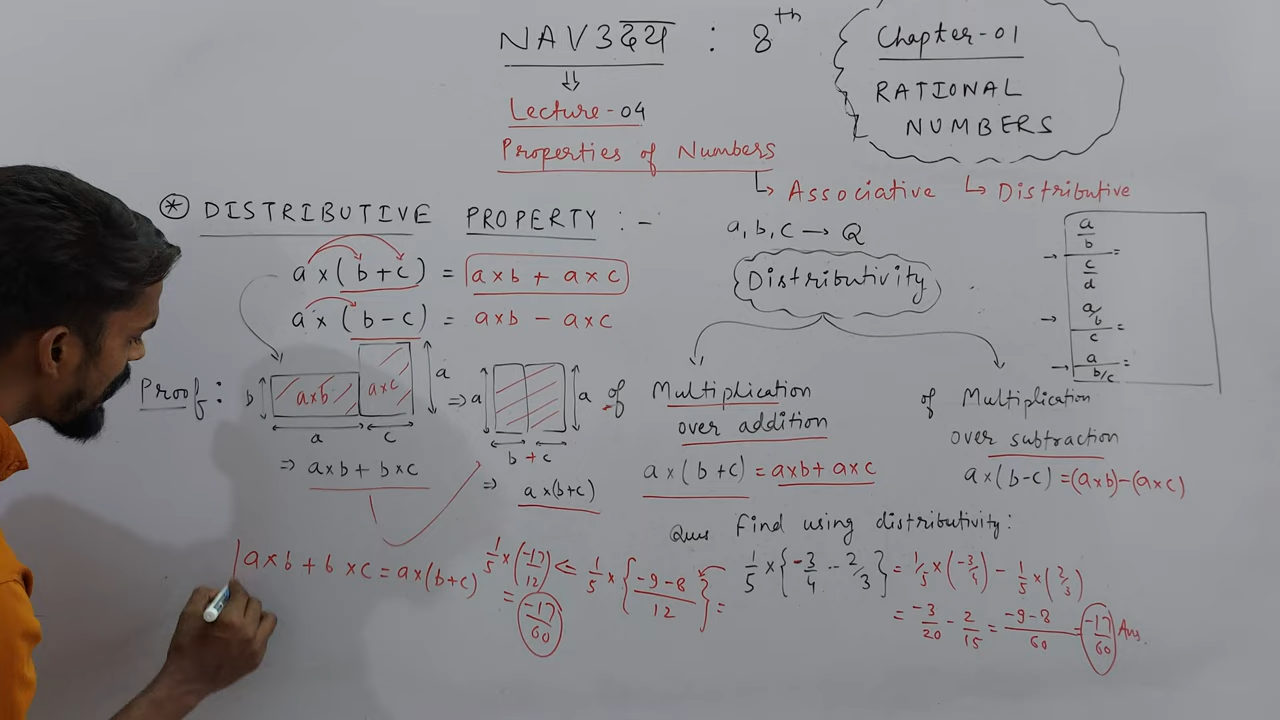 NAV3દय : 8th
⇓
Lecture-04
Properties of Numbers
↳ Associative ↳ Distributive
Chapter-01
RATIONAL
NUMBERS
⊛ DISTRIBUTIVE PROPERTY : -
a × (b+c) = a×b + a×c
a × (b-c) = a×b - a×c
Proof :
b a×b a×c a
a c
⇒ a a
b + c
⇒ a×b + b×c
⇒ a×(b+c)
a×b + b×c = a×(b+c)
a, b, c → Q
Distributivity
of Multiplication
over addition
a×(b+c) = a×b + a×c
of Multiplication
over subtraction
a×(b-c) = (a×b)-(a×c)
a/b / c/d =
a/b / c =
a / b/c =
Ques Find using distributivity:
1/5 × {-3/4 - 2/3} = 1/5 × (-3/4) - 1/5 × (2/3)
= -3/20 - 2/15 = -9-8/60 = -17/60 Ans.
1/5 × (-17/12) ⇐ 1/5 × {-9-8/12} =
= -17/60